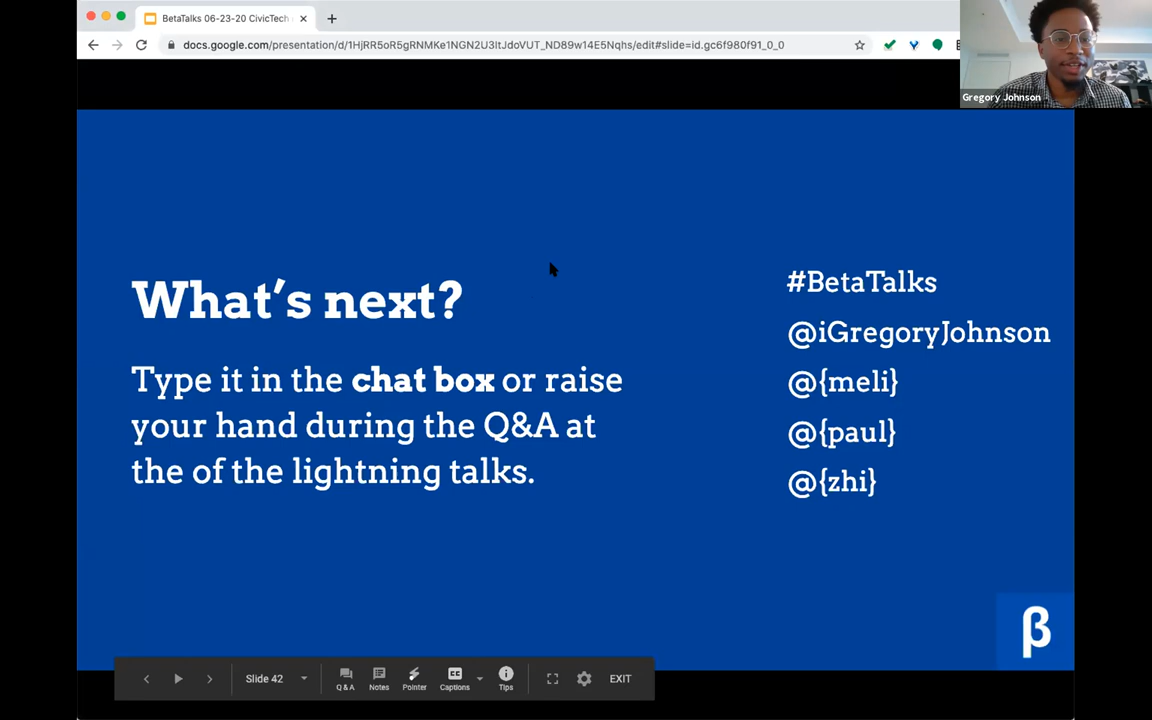 BetaTalks 06-23-20 CivicTech
docs.google.com/presentation/d/1HjRR5oR5gRNMKe1NGN2U3ltJdoVUT_ND89w14E5Nqhs/edit#slide=id.gc6f980f91_0_0
Gregory Johnson
What's next?
Type it in the chat box or raise
your hand during the Q&A at
the of the lightning talks.
#BetaTalks
@iGregoryJohnson
@{meli}
@{paul}
@{zhi}
β
Slide 42
Q & A
Notes
Pointer
CC
Captions
Tips
EXIT